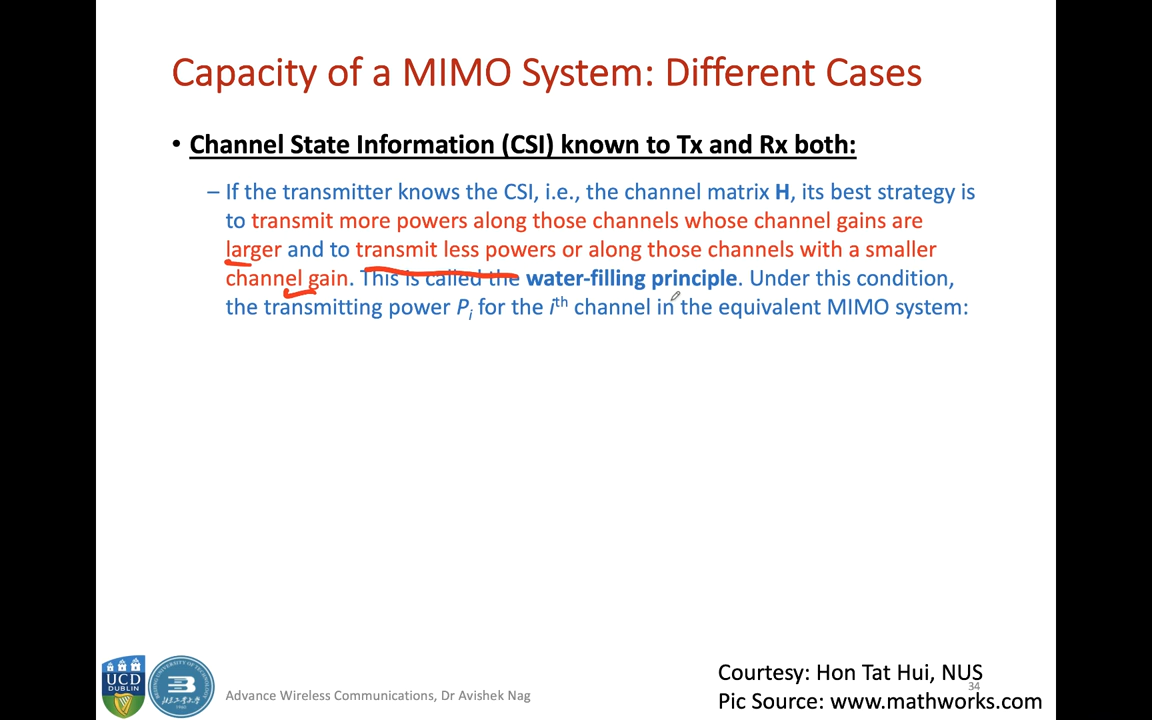 Capacity of a MIMO System: Different Cases
• Channel State Information (CSI) known to Tx and Rx both:
– If the transmitter knows the CSI, i.e., the channel matrix H, its best strategy is
to transmit more powers along those channels whose channel gains are
larger and to transmit less powers or along those channels with a smaller
channel gain. This is called the water-filling principle. Under this condition,
the transmitting power Pi for the ith channel in the equivalent MIMO system:
UCD
DUBLIN
Advance Wireless Communications, Dr Avishek Nag
Courtesy: Hon Tat Hui, NUS
34
Pic Source: www.mathworks.com